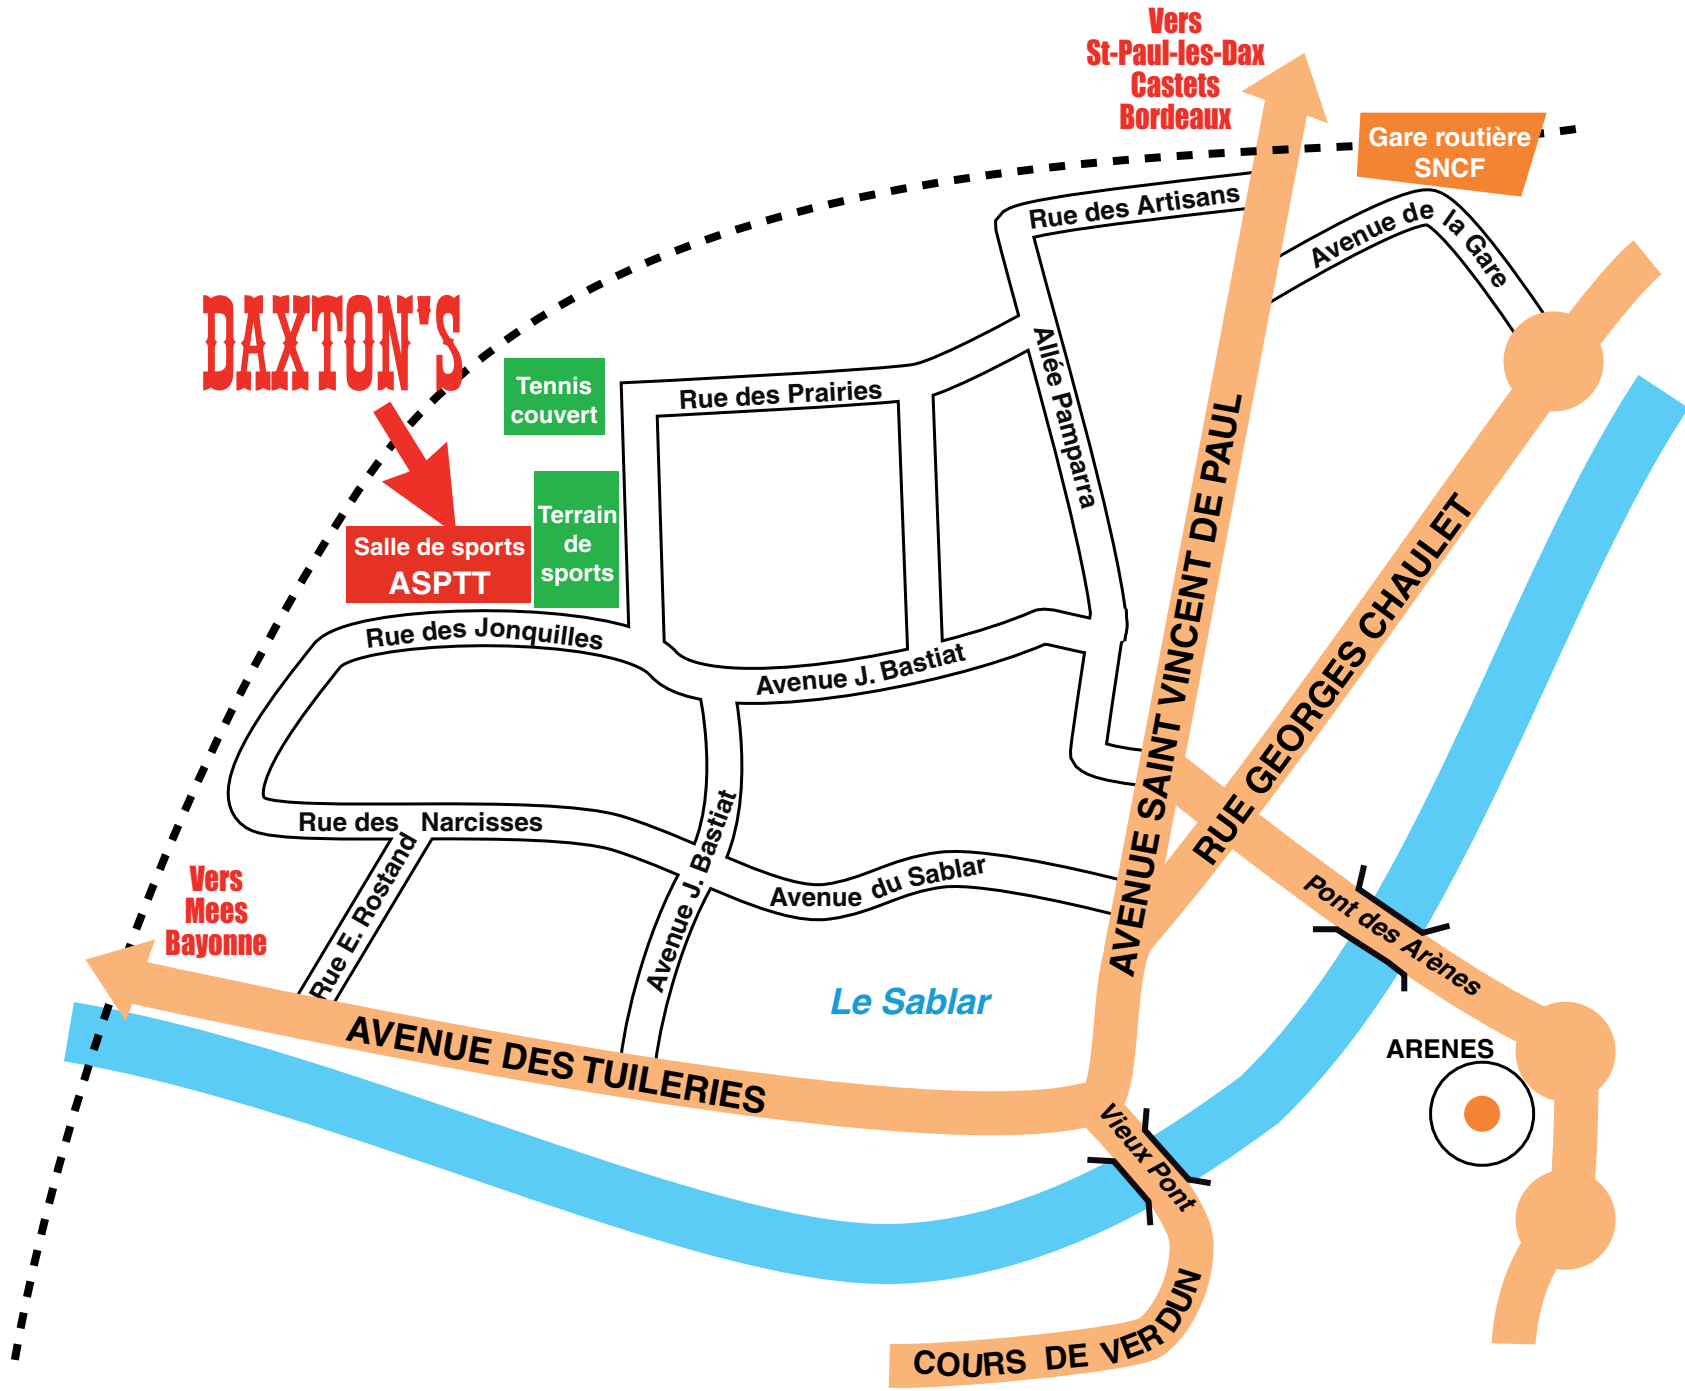 Vers
St-Paul-les-Dax
Castets
Bordeaux
Gare routière
SNCF
Rue des Artisans
Avenue de la Gare
DAXTON'S
Tennis
couvert
Rue des Prairies
Allée Pamparra
AVENUE SAINT VINCENT DE PAUL
RUE GEORGES CHAULET
Terrain
de
sports
Salle de sports
ASPTT
Rue des Jonquilles
Avenue J. Bastiat
Rue des Narcisses
Avenue J. Bastiat
Rue E. Rostand
Avenue du Sablar
Vers
Mees
Bayonne
Pont des Arènes
Le Sablar
AVENUE DES TUILERIES
ARENES
Vieux Pont
COURS DE VERDUN